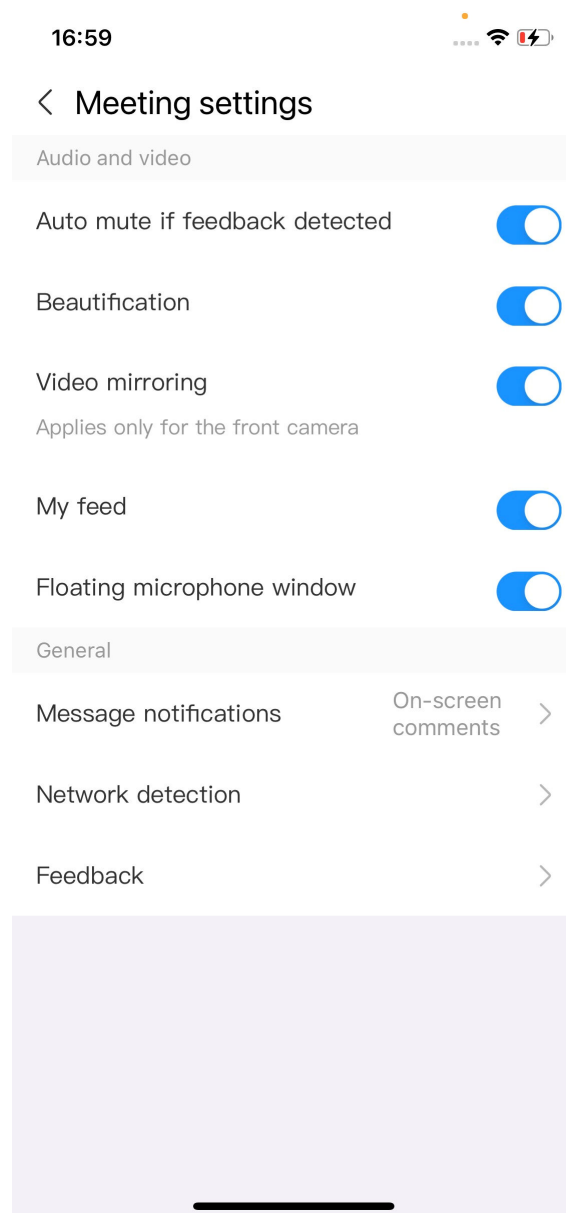 16:59
Meeting settings
Audio and video
Auto mute if feedback detected
Beautification
Video mirroring
Applies only for the front camera
My feed
Floating microphone window
General
Message notifications
On-screen
comments
Network detection
Feedback